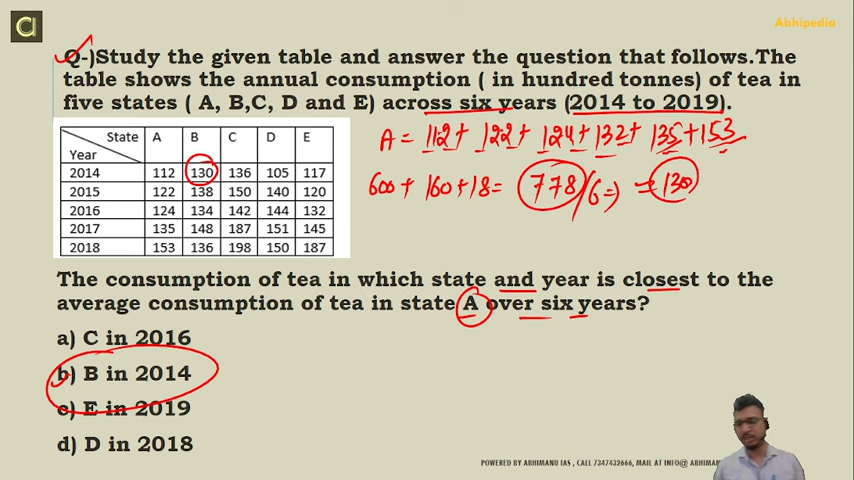 Abhipedia
Q-)Study the given table and answer the question that follows.The
table shows the annual consumption ( in hundred tonnes) of tea in
five states ( A, B,C, D and E) across six years (2014 to 2019).
State A B C D E
Year
2014 112 130 136 105 117
2015 122 138 150 140 120
2016 124 134 142 144 132
2017 135 148 187 151 145
2018 153 136 198 150 187
A = 112 + 122 + 124 + 132 + 135 + 153
600 + 160 + 18 = 778 /6 =) 130
The consumption of tea in which state and year is closest to the
average consumption of tea in state A over six years?
a) C in 2016
b) B in 2014
c) E in 2019
d) D in 2018
POWERED BY ABHIMANU IAS , CALL 7347432666, MAIL AT INFO@ ABHIMAN